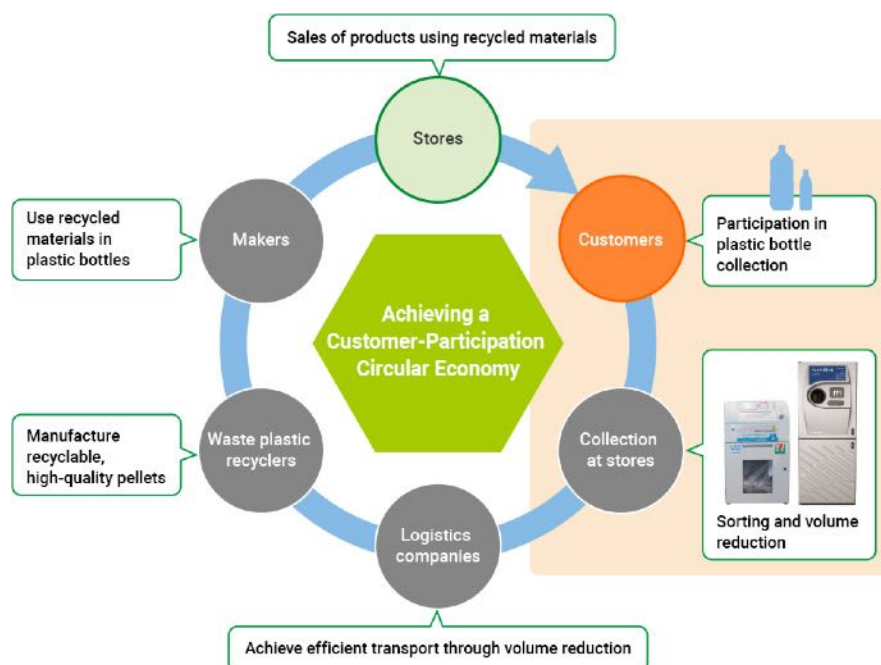 Sales of products using recycled materials
Stores
Customers
Participation in
plastic bottle
collection
Collection
at stores
Sorting and volume
reduction
Logistics
companies
Achieve efficient transport through volume reduction
Waste plastic
recyclers
Manufacture
recyclable,
high-quality pellets
Makers
Use recycled
materials in
plastic bottles
Achieving a
Customer-Participation
Circular Economy